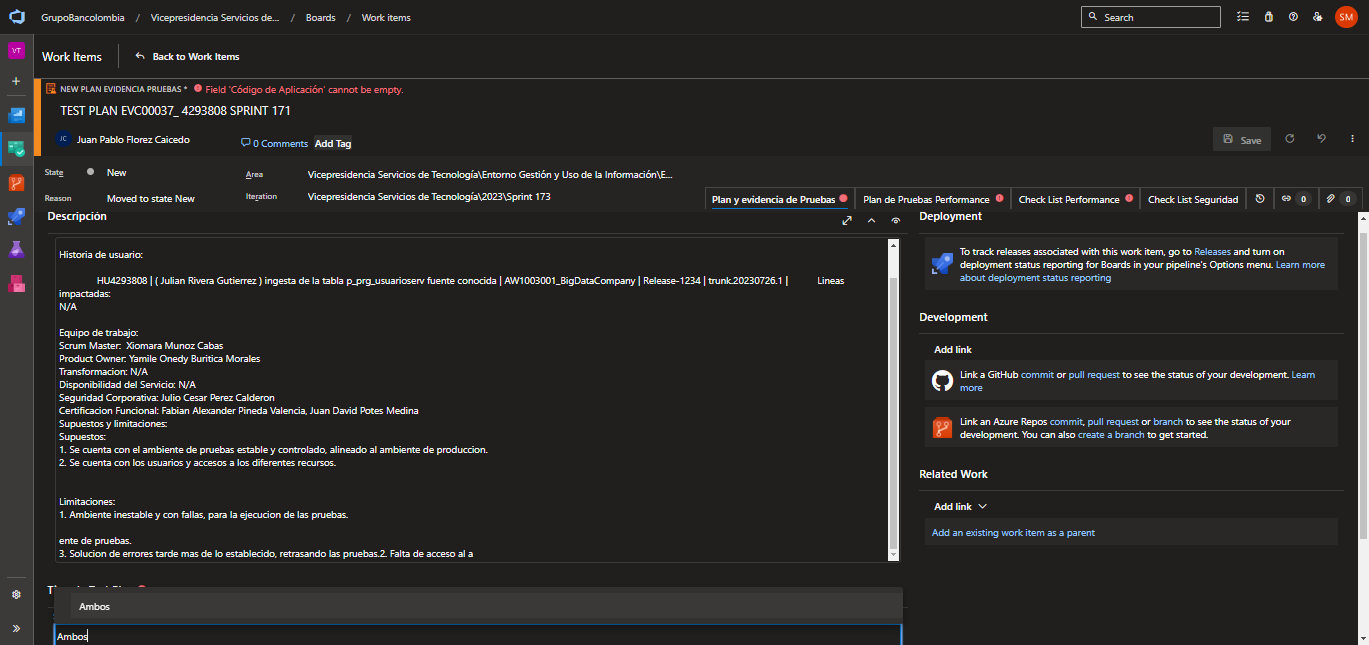 GrupoBancolombia / Vicepresidencia Servicios de... / Boards / Work items
Search
SM
VT
Work Items
Back to Work Items
NEW PLAN EVIDENCIA PRUEBAS * Field 'Código de Aplicación' cannot be empty.
TEST PLAN EVC00037_ 4293808 SPRINT 171
JC Juan Pablo Florez Caicedo
0 Comments
Add Tag
Save
State New
Area Vicepresidencia Servicios de Tecnología\Entorno Gestión y Uso de la Información\E...
Reason Moved to state New
Iteration Vicepresidencia Servicios de Tecnología\2023\Sprint 173
Plan y evidencia de Pruebas
Plan de Pruebas Performance
Check List Performance
Check List Seguridad
0
0
Descripción
Historia de usuario:
HU4293808 | ( Julian Rivera Gutierrez ) ingesta de la tabla p_prg_usuarioserv fuente conocida | AW1003001_BigDataCompany | Release-1234 | trunk.20230726.1 | Lineas
impactadas:
N/A
Equipo de trabajo:
Scrum Master: Xiomara Munoz Cabas
Product Owner: Yamile Onedy Buritica Morales
Transformacion: N/A
Disponibilidad del Servicio: N/A
Seguridad Corporativa: Julio Cesar Perez Calderon
Certificacion Funcional: Fabian Alexander Pineda Valencia, Juan David Potes Medina
Supuestos y limitaciones:
Supuestos:
1. Se cuenta con el ambiente de pruebas estable y controlado, alineado al ambiente de produccion.
2. Se cuenta con los usuarios y accesos a los diferentes recursos.
Limitaciones:
1. Ambiente inestable y con fallas, para la ejecucion de las pruebas.
ente de pruebas.
3. Solucion de errores tarde mas de lo establecido, retrasando las pruebas.2. Falta de acceso al a
Ambos
Ambos
Deployment
To track releases associated with this work item, go to Releases and turn on
deployment status reporting for Boards in your pipeline's Options menu. Learn more
about deployment status reporting
Development
Add link
Link a GitHub commit or pull request to see the status of your development. Learn
more
Link an Azure Repos commit, pull request or branch to see the status of your
development. You can also create a branch to get started.
Related Work
Add link
Add an existing work item as a parent